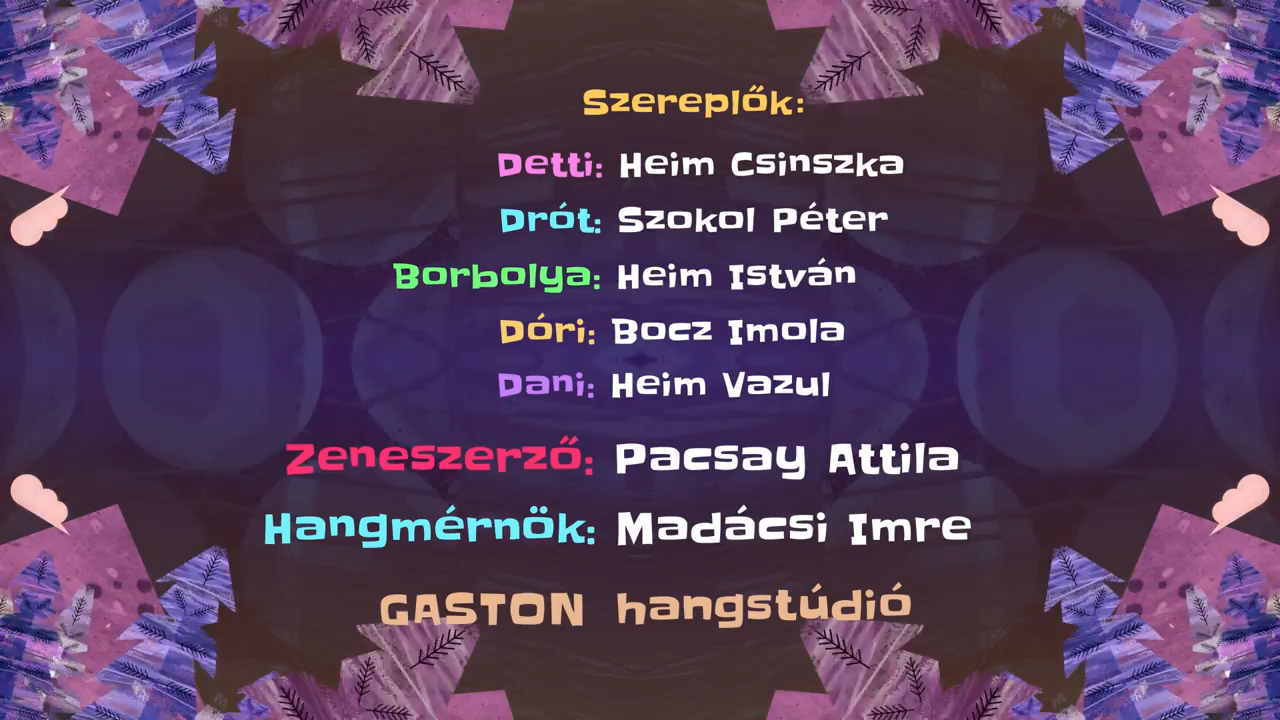 Szereplők:
Detti: Heim Csinszka
Drót: Szokol Péter
Borbolya: Heim István
Dóri: Bocz Imola
Dani: Heim Vazul
Zeneszerző: Pacsay Attila
Hangmérnök: Madácsi Imre
GASTON hangstúdió